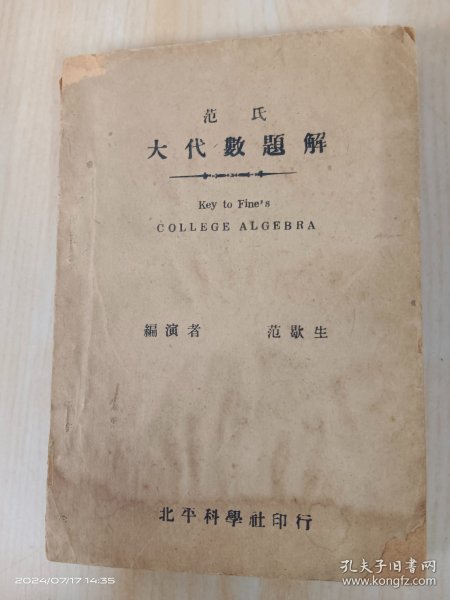 范氏
大代數題解
Key to Fine's
COLLEGE ALGEBRA
編演者 范歇生
北平科學社印行
2024/07/17 14:35
孔夫子旧书网
www.kongfz.com